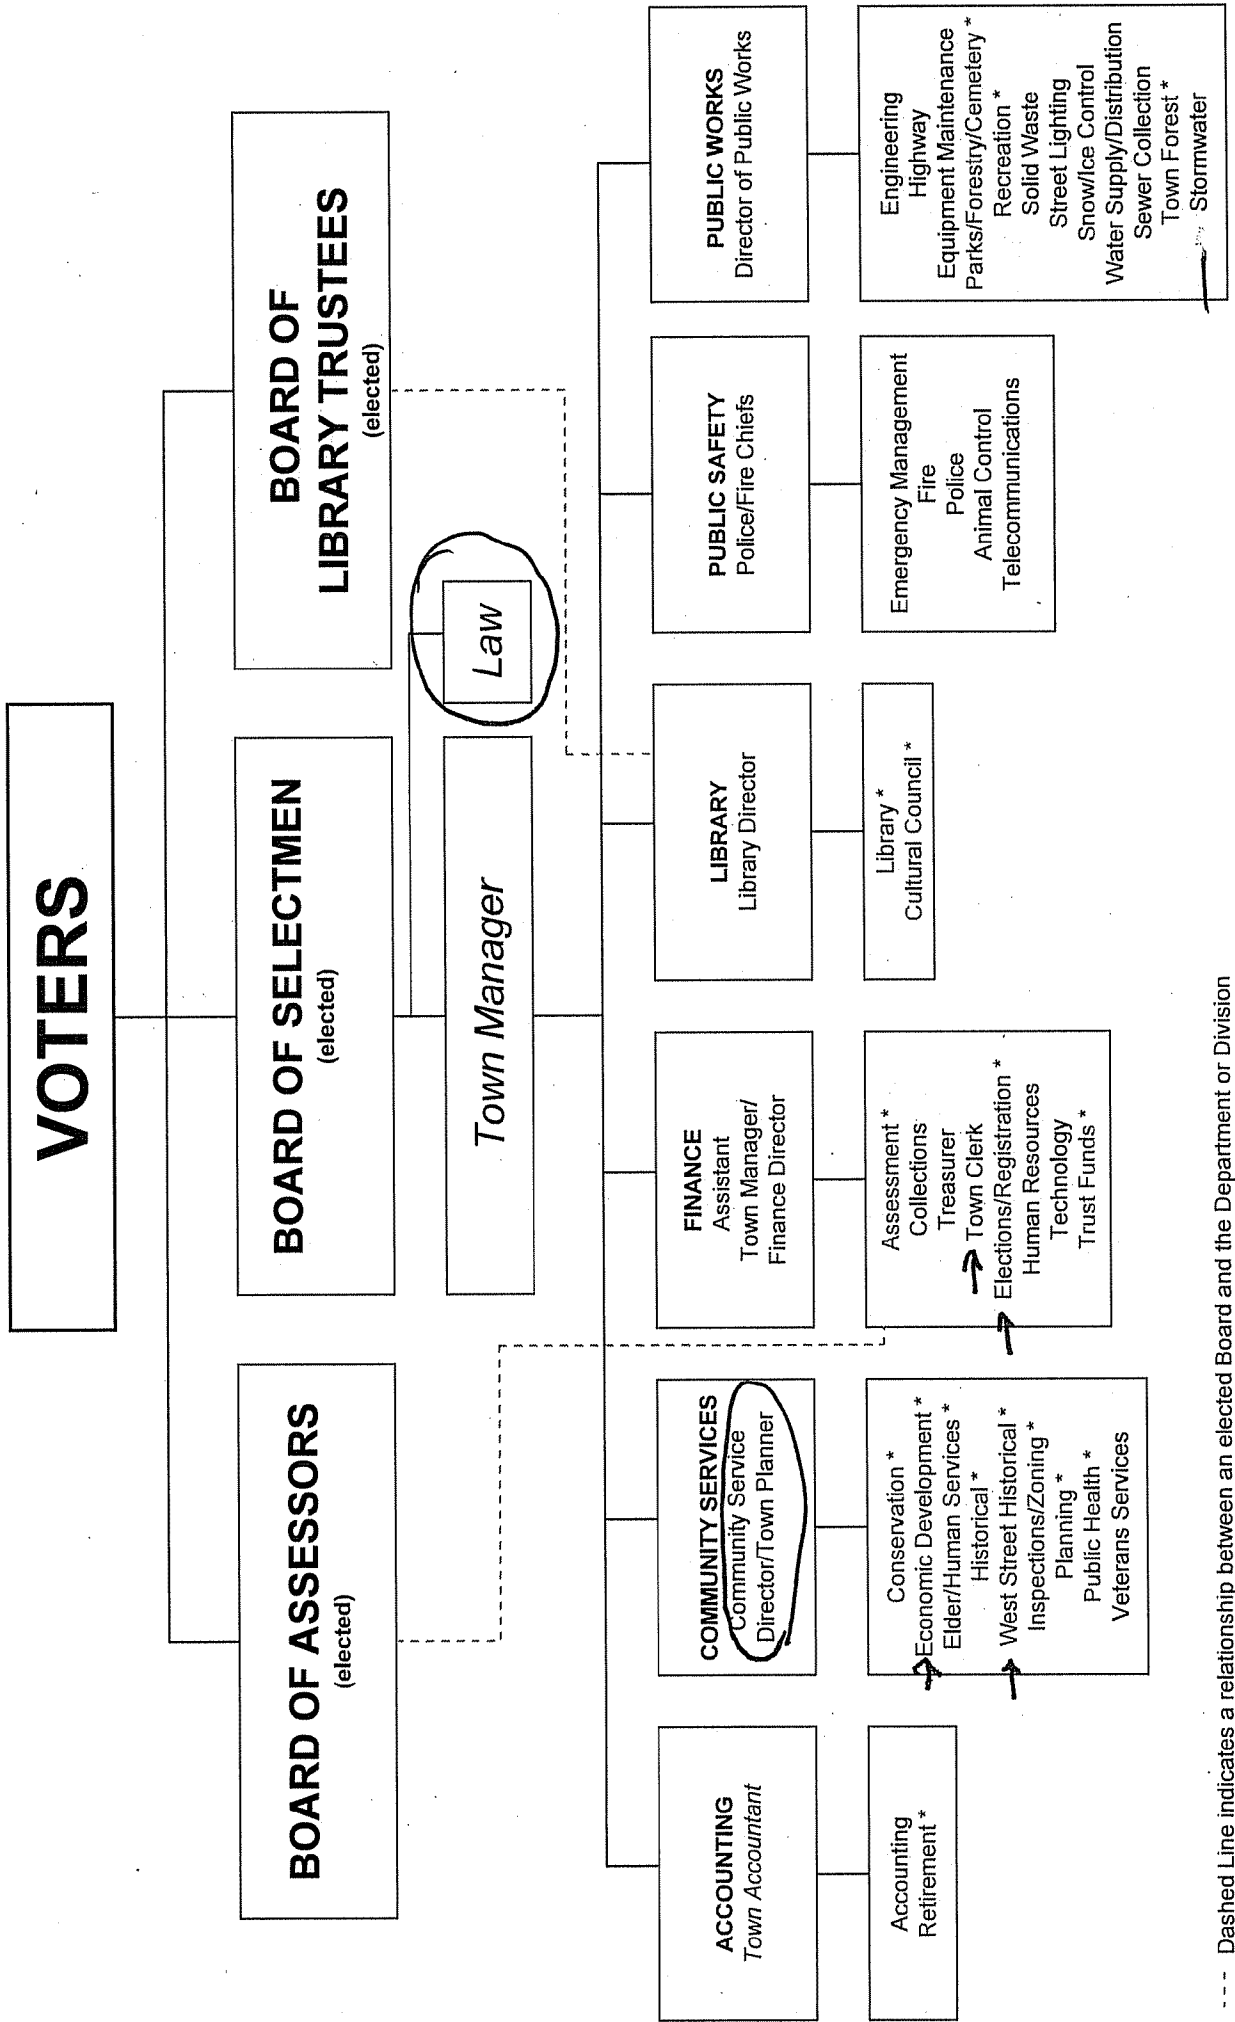 VOTERS
BOARD OF ASSESSORS
(elected)
BOARD OF SELECTMEN
(elected)
BOARD OF
LIBRARY TRUSTEES
(elected)
Town Manager
Law
ACCOUNTING
Town Accountant
COMMUNITY SERVICES
Community Service
Director/Town Planner
FINANCE
Assistant
Town Manager/
Finance Director
LIBRARY
Library Director
PUBLIC SAFETY
Police/Fire Chiefs
PUBLIC WORKS
Director of Public Works
Accounting
Retirement *
Conservation *
Economic Development *
Elder/Human Services *
Historical *
West Street Historical *
Inspections/Zoning *
Planning *
Public Health *
Veterans Services
Assessment *
Collections
Treasurer
Town Clerk
Elections/Registration *
Human Resources
Technology
Trust Funds *
Library *
Cultural Council *
Emergency Management
Fire
Police
Animal Control
Telecommunications
Engineering
Highway
Equipment Maintenance
Parks/Forestry/Cemetery *
Recreation *
Solid Waste
Street Lighting
Snow/Ice Control
Water Supply/Distribution
Sewer Collection
Town Forest *
Stormwater
--- Dashed Line indicates a relationship between an elected Board and the Department or Division